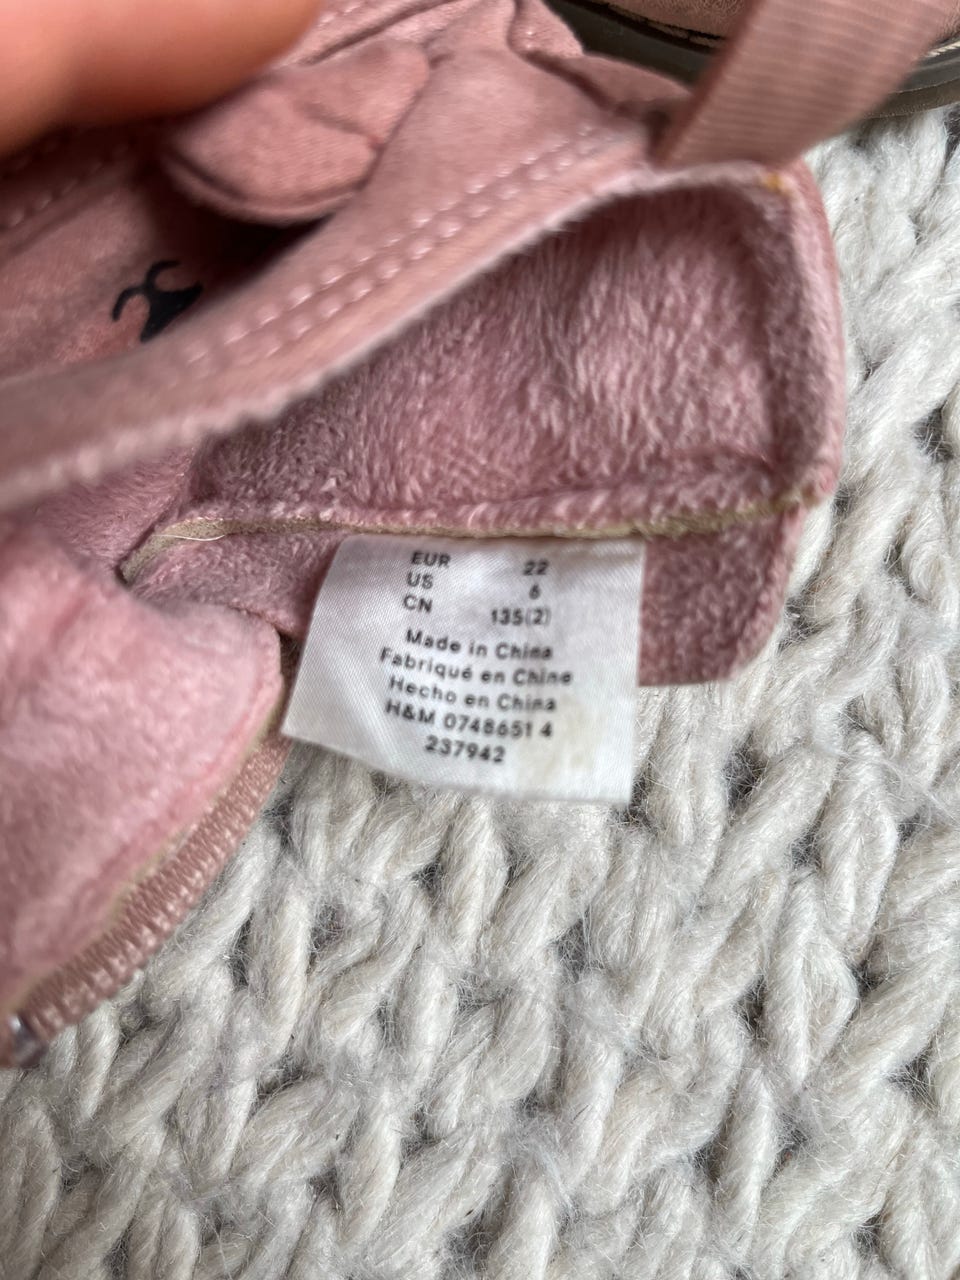 EUR 22
US 6
CN 135(2)
Made in China
Fabriqué en Chine
Hecho en China
H&M 0748651 4
237942